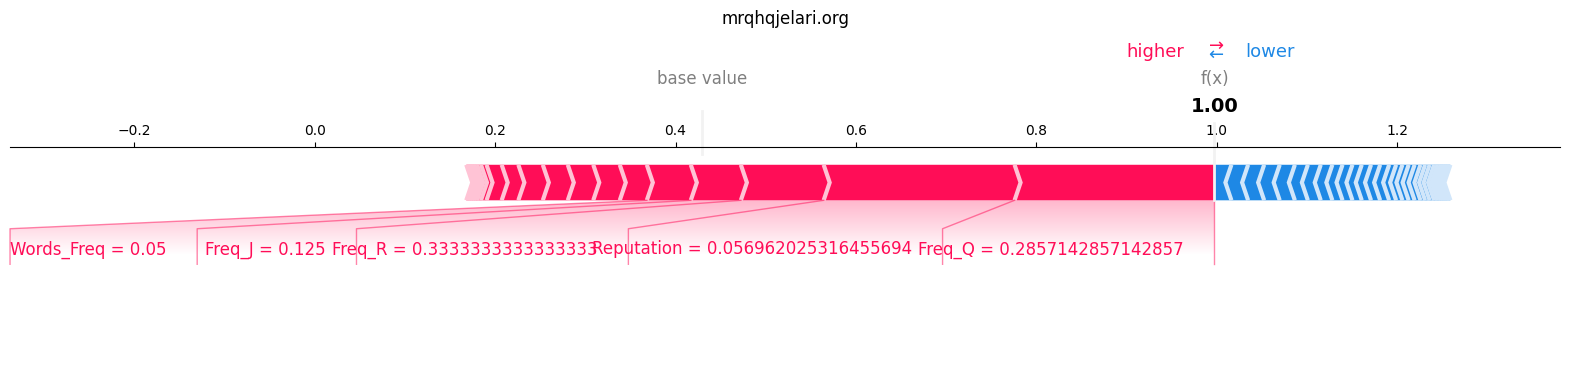 mrqhqjelari.org
higher → ← lower
base value f(x)
1.00
−0.2 0.0 0.2 0.4 0.6 0.8 1.0 1.2
Words_Freq = 0.05 Freq_J = 0.125 Freq_R = 0.3333333333333333 Reputation = 0.056962025316455694 Freq_Q = 0.2857142857142857